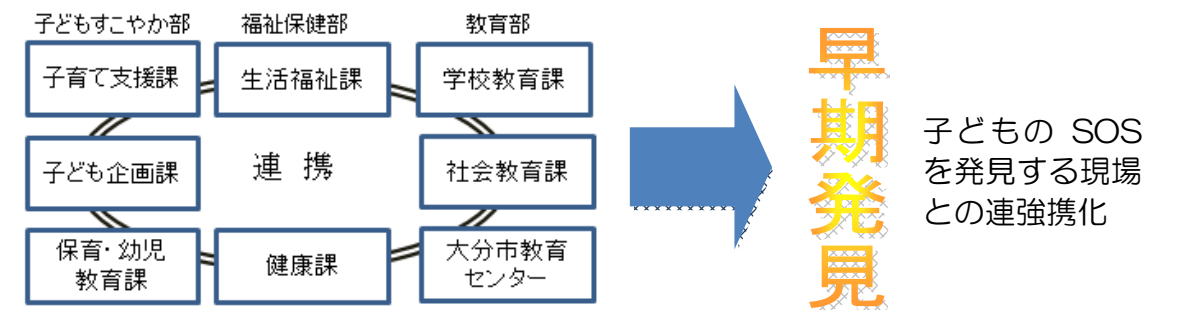 子どもすこやか部
福祉保健部
教育部
子育て支援課
生活福祉課
学校教育課
子ども企画課
連 携
社会教育課
保育・幼児
教育課
健康課
大分市教育
センター
早期発見
子どもの SOS
を発見する現場
との連強携化